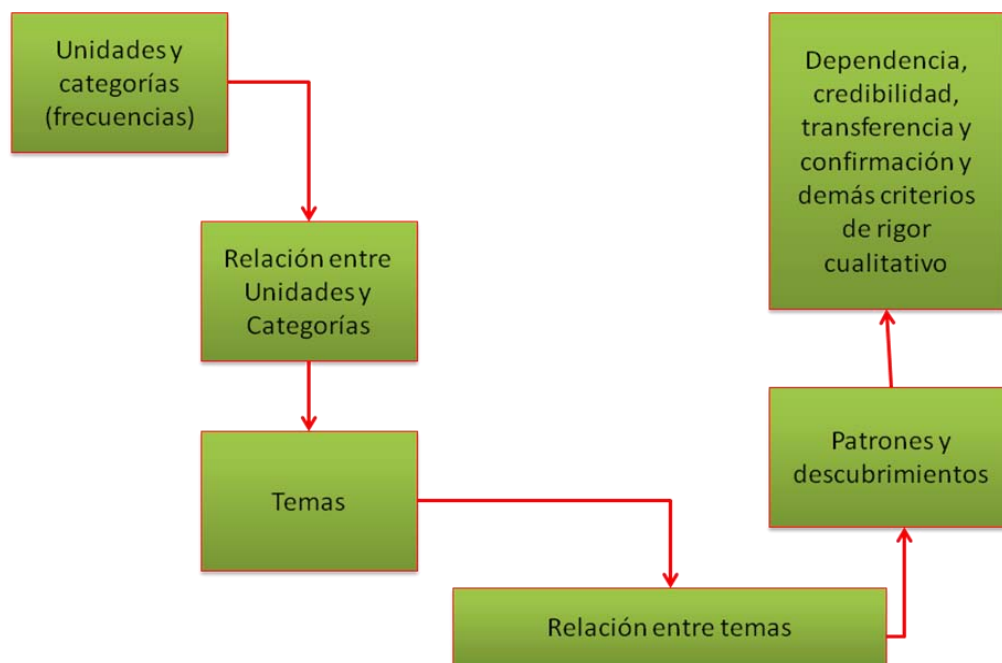 Unidades y
categorías
(frecuencias)
Relación entre
Unidades y
Categorías
Temas
Relación entre temas
Patrones y
descubrimientos
Dependencia,
credibilidad,
transferencia y
confirmación y
demás criterios
de rigor
cualitativo